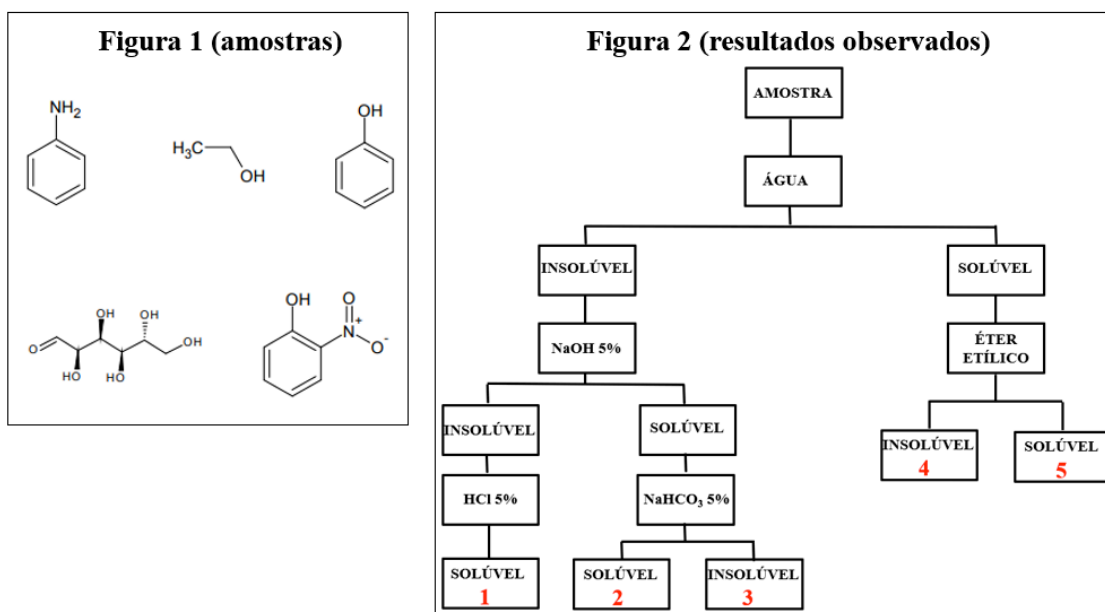 Figura 1 (amostras)
NH2
OH
H3C
OH
OH
OH
OH
O
HO
OH
OH
O
N+
O-
Figura 2 (resultados observados)
AMOSTRA
ÁGUA
INSOLÚVEL
SOLÚVEL
NaOH 5%
ÉTER
ETÍLICO
INSOLÚVEL
SOLÚVEL
INSOLÚVEL
4
SOLÚVEL
5
HCl 5%
NaHCO3 5%
SOLÚVEL
1
SOLÚVEL
2
INSOLÚVEL
3